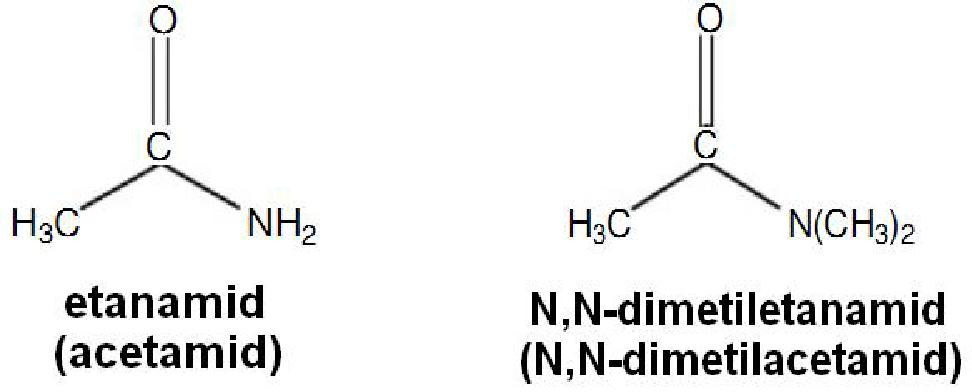 O
C
H₃C
NH₂
etanamid
(acetamid)
O
C
H₃C
N(CH₃)₂
N,N-dimetiletanamid
(N,N-dimetilacetamid)